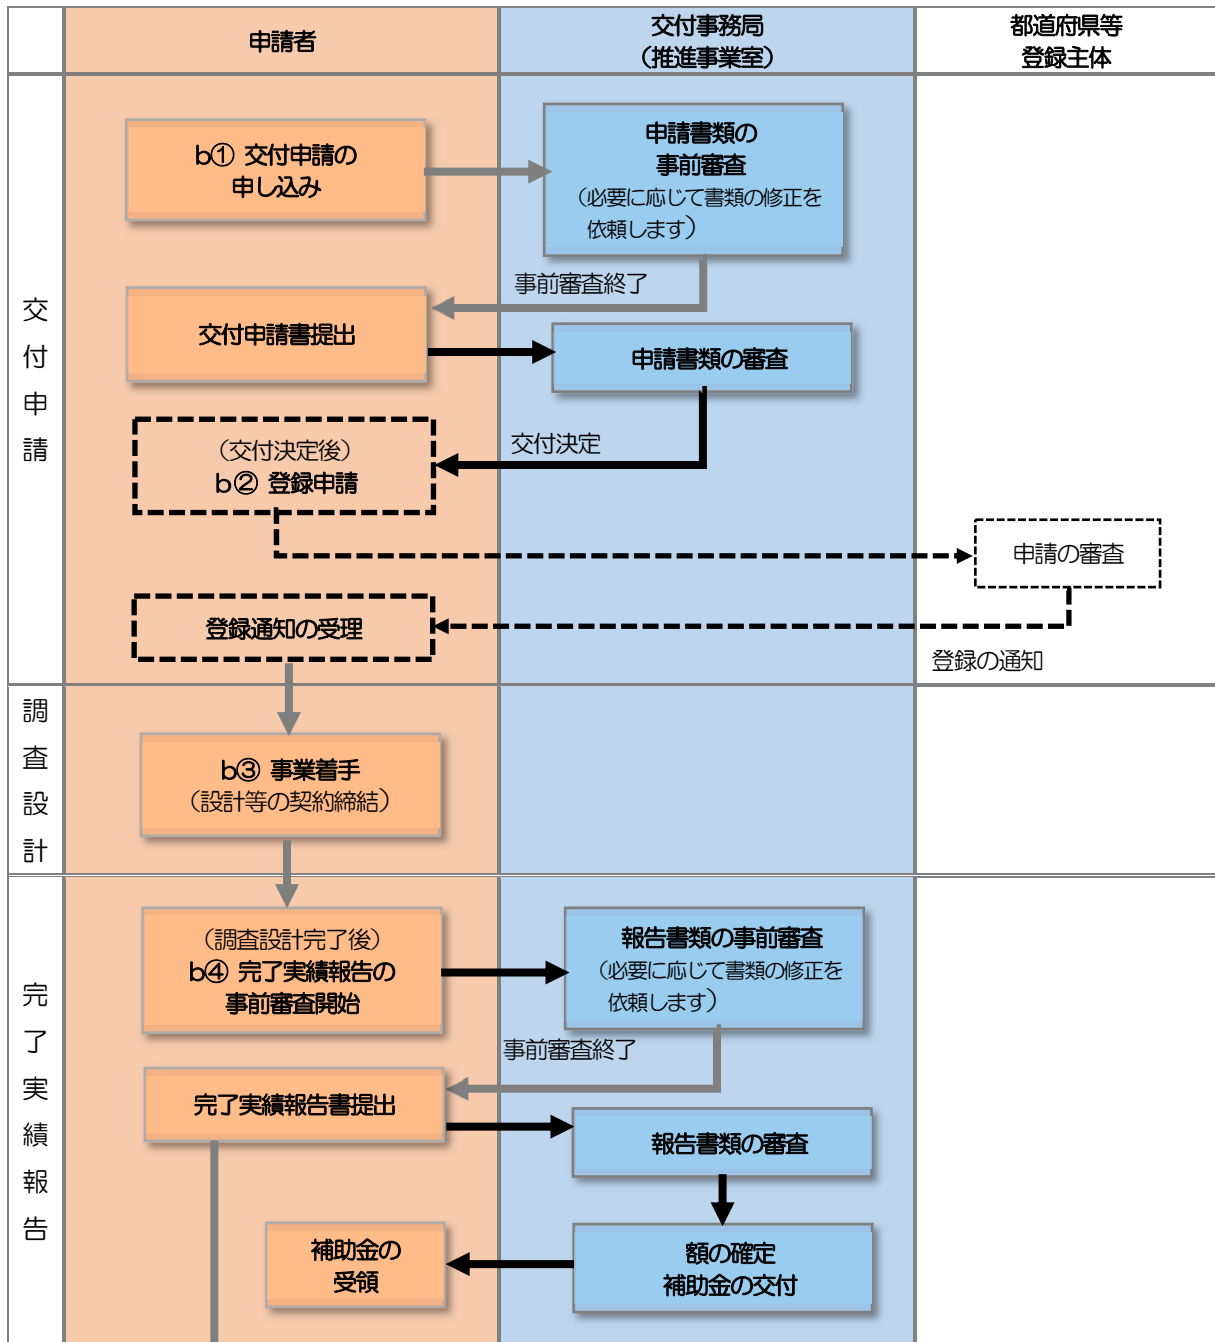 申請者
交付事務局
（推進事業室）
都道府県等
登録主体
交付申請
b① 交付申請の
申し込み
申請書類の
事前審査
（必要に応じて書類の修正を
依頼します）
事前審査終了
交付申請書提出
申請書類の審査
（交付決定後）
b② 登録申請
交付決定
申請の審査
登録通知の受理
登録の通知
調査設計
b③ 事業着手
（設計等の契約締結）
完了実績報告
（調査設計完了後）
b④ 完了実績報告の
事前審査開始
報告書類の事前審査
（必要に応じて書類の修正を
依頼します）
事前審査終了
完了実績報告書提出
報告書類の審査
補助金の
受領
額の確定
補助金の交付